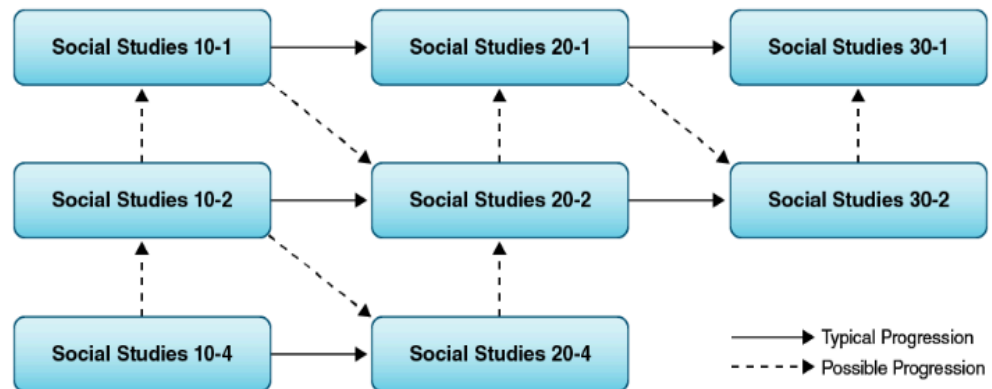 Social Studies 10-1
Social Studies 20-1
Social Studies 30-1
Social Studies 10-2
Social Studies 20-2
Social Studies 30-2
Social Studies 10-4
Social Studies 20-4
Typical Progression
Possible Progression